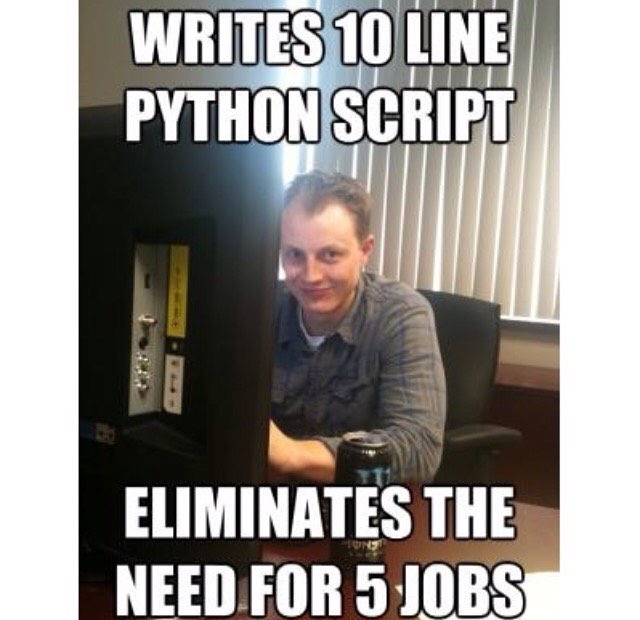 WRITES 10 LINE
PYTHON SCRIPT
ELIMINATES THE
NEED FOR 5 JOBS